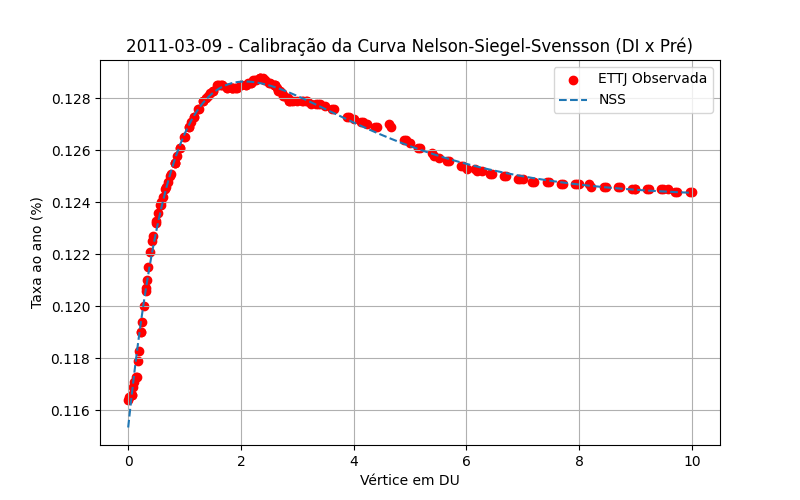 2011-03-09 - Calibração da Curva Nelson-Siegel-Svensson (DI x Pré)
ETTJ Observada
NSS
Taxa ao ano (%)
0.128
0.126
0.124
0.122
0.120
0.118
0.116
0 2 4 6 8 10
Vértice em DU